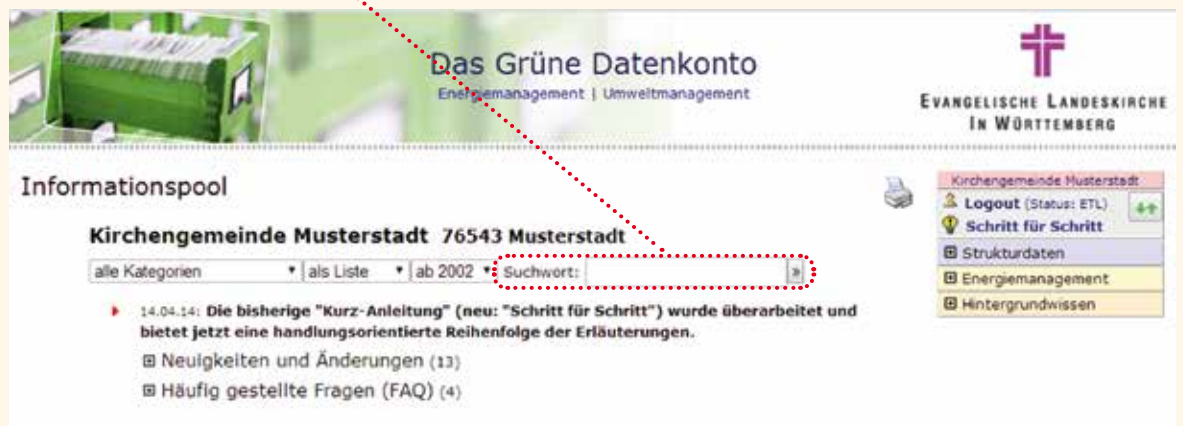 Das Grüne Datenkonto
Energiemanagement | Umweltmanagement
EVANGELISCHE LANDESKIRCHE
IN WÜRTTEMBERG
Informationspool
Kirchengemeinde Musterstadt 76543 Musterstadt
alle Kategorien als Liste ab 2002 Suchwort: »
14.04.14: Die bisherige "Kurz-Anleitung" (neu: "Schritt für Schritt") wurde überarbeitet und
bietet jetzt eine handlungsorientierte Reihenfolge der Erläuterungen.
Neuigkeiten und Änderungen (13)
Häufig gestellte Fragen (FAQ) (4)
Kirchengemeinde Musterstadt
Logout (Status: ETL)
Schritt für Schritt
Strukturdaten
Energiemanagement
Hintergrundwissen